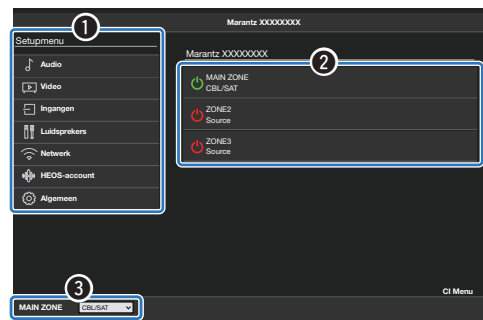 Marantz XXXXXXXX
1
Setupmenu
Audio
Video
Ingangen
Luidsprekers
Netwerk
HEOS-account
Algemeen
Marantz XXXXXXXX
2
MAIN ZONE
CBL/SAT
ZONE2
Source
ZONE3
Source
CI Menu
3
MAIN ZONE CBL/SAT